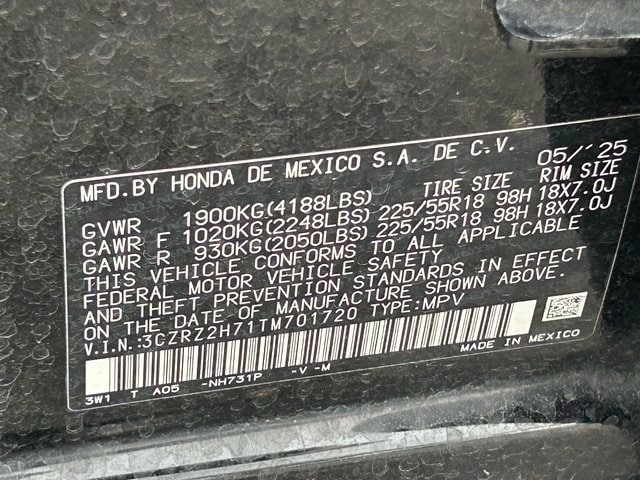 MFD.BY HONDA DE MEXICO S.A. DE C.V. 05/'25
GVWR 1900KG(4188LBS) TIRE SIZE RIM SIZE
GAWR F 1020KG(2248LBS) 225/55R18 98H 18X7.0J
GAWR R 930KG(2050LBS) 225/55R18 98H 18X7.0J
THIS VEHICLE CONFORMS TO ALL APPLICABLE
FEDERAL MOTOR VEHICLE SAFETY
AND THEFT PREVENTION STANDARDS IN EFFECT
ON THE DATE OF MANUFACTURE SHOWN ABOVE.
V.I.N.:3CZRZ2H71TM701720 TYPE:MPV
MADE IN MEXICO
3W1 T A05 -NH731P -V -M